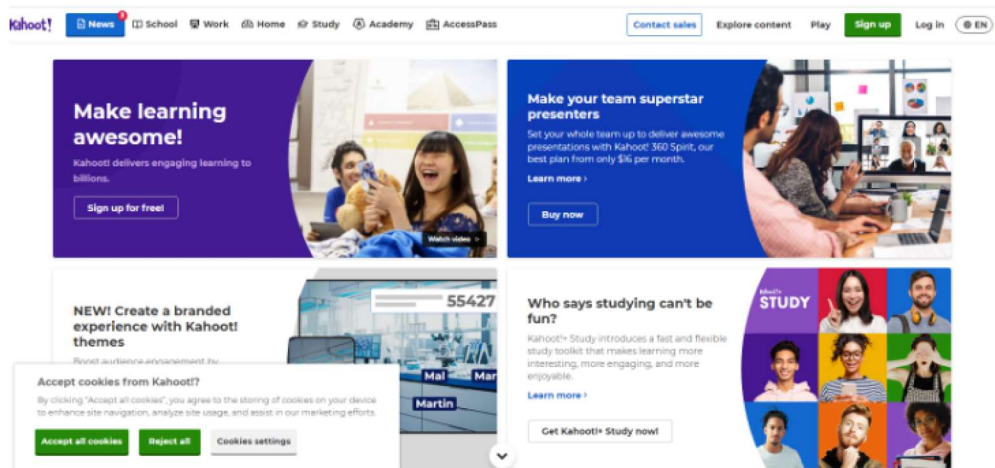 Kahoot!
News
School
Work
Home
Study
Academy
AccessPass
Contact sales
Explore content
Play
Sign up
Log in
EN
Make learning
awesome!
Kahoot! delivers engaging learning to
billions.
Sign up for free!
Watch video >
Make your team superstar
presenters
Set your whole team up to deliver awesome
presentations with Kahoot! 360 Spirit, our
best plan from only $16 per month.
Learn more ›
Buy now
NEW! Create a branded
experience with Kahoot!
themes
Boost audience engagement by
55427
Mal
Mar
Martin
Who says studying can't be
fun?
Kahoot!+ Study introduces a fast and flexible
study toolkit that makes learning more
interesting, more engaging, and more
enjoyable.
Learn more ›
Get Kahoot!+ Study now!
Kahoot!+
STUDY
Accept cookies from Kahoot!?
By clicking "Accept all cookies", you agree to the storing of cookies on your device
to enhance site navigation, analyze site usage, and assist in our marketing efforts.
Accept all cookies
Reject all
Cookies settings